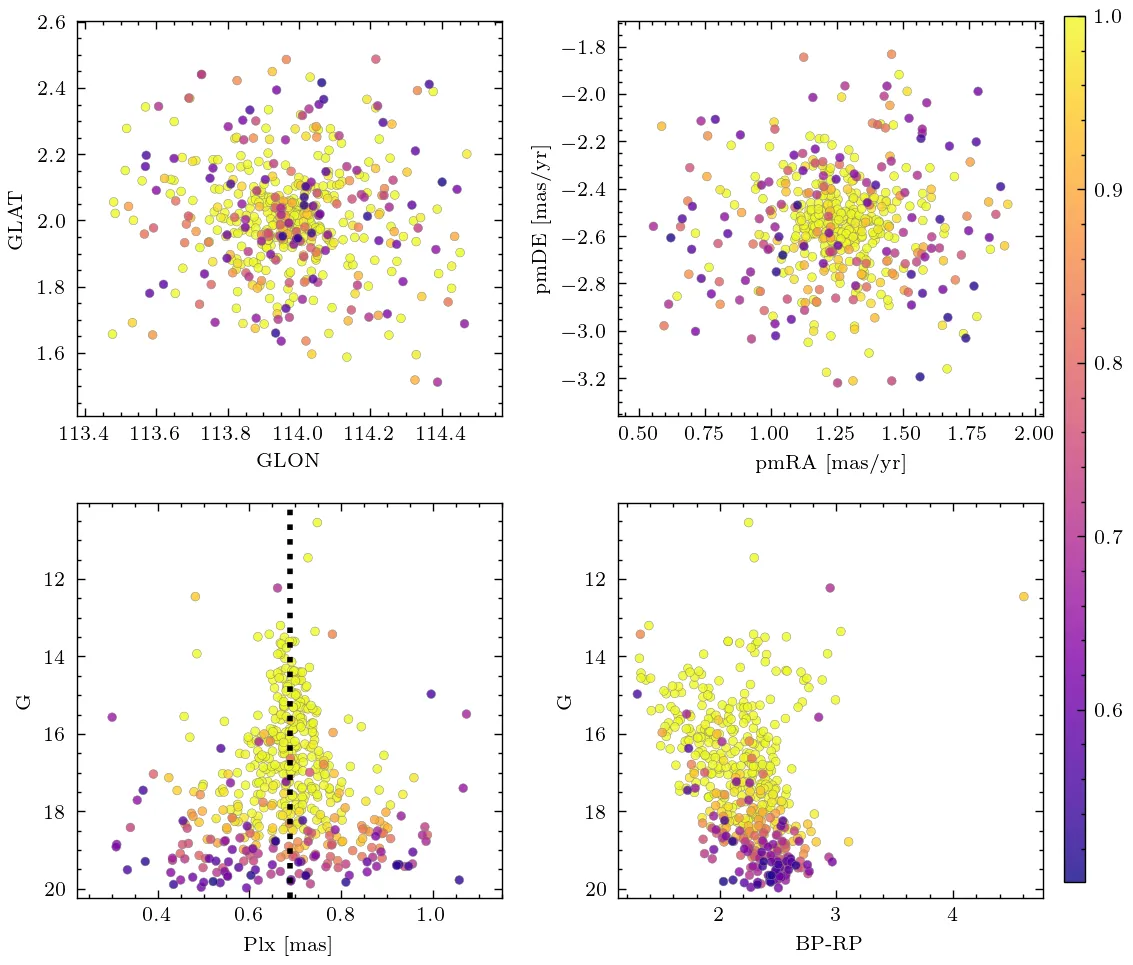 2.6
2.4
2.2
2.0
1.8
1.6
GLAT
113.4 113.6 113.8 114.0 114.2 114.4
GLON
−1.8
−2.0
−2.2
−2.4
−2.6
−2.8
−3.0
−3.2
pmDE [mas/yr]
0.50 0.75 1.00 1.25 1.50 1.75 2.00
pmRA [mas/yr]
1.0
0.9
0.8
0.7
0.6
12
14
16
18
20
G
0.4 0.6 0.8 1.0
Plx [mas]
12
14
16
18
20
G
2 3 4
BP-RP